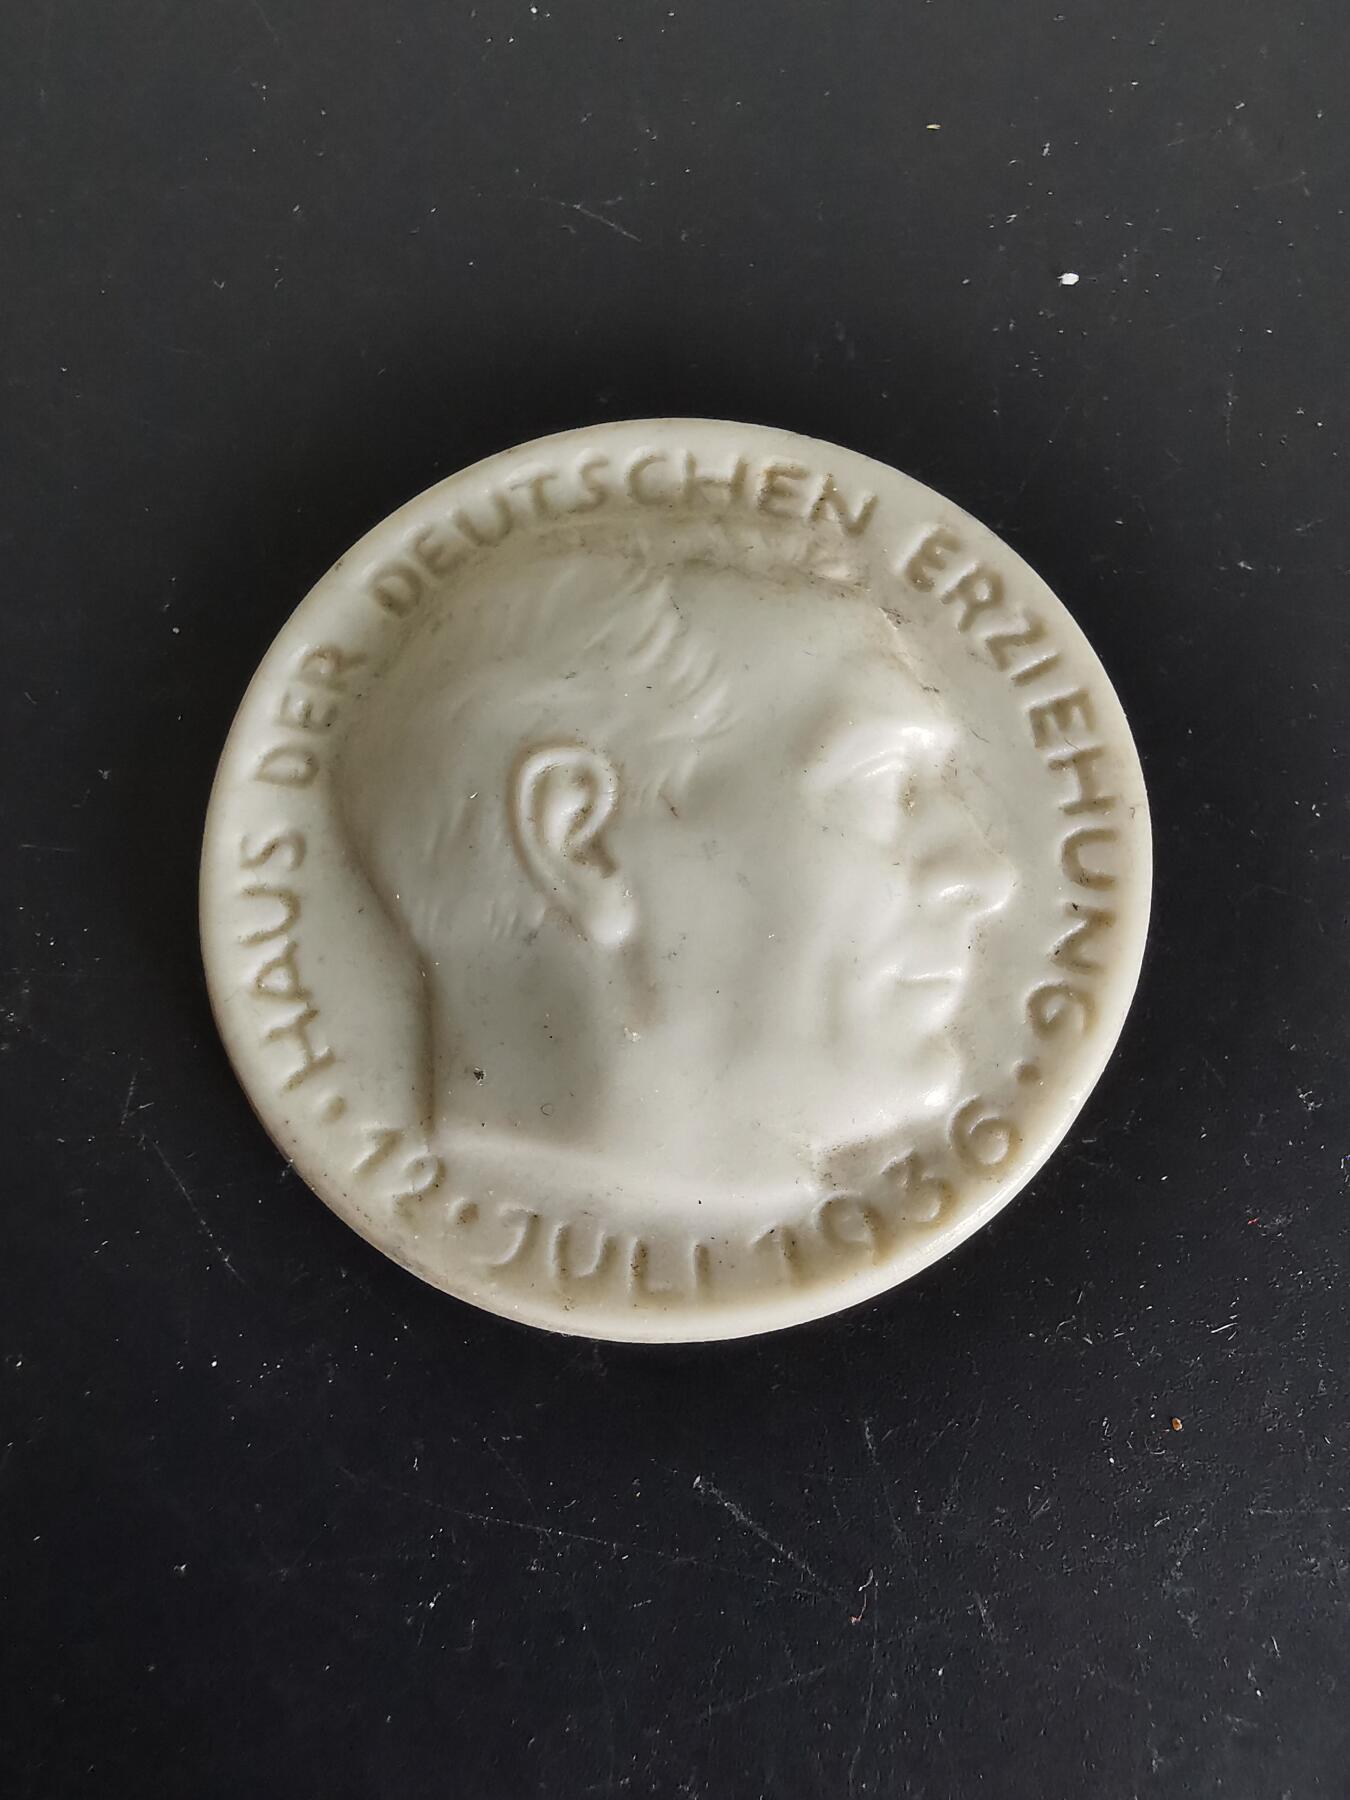 HAUS DER DEUTSCHEN ERZIEHUNG
· 12 · JULI 1936 ·